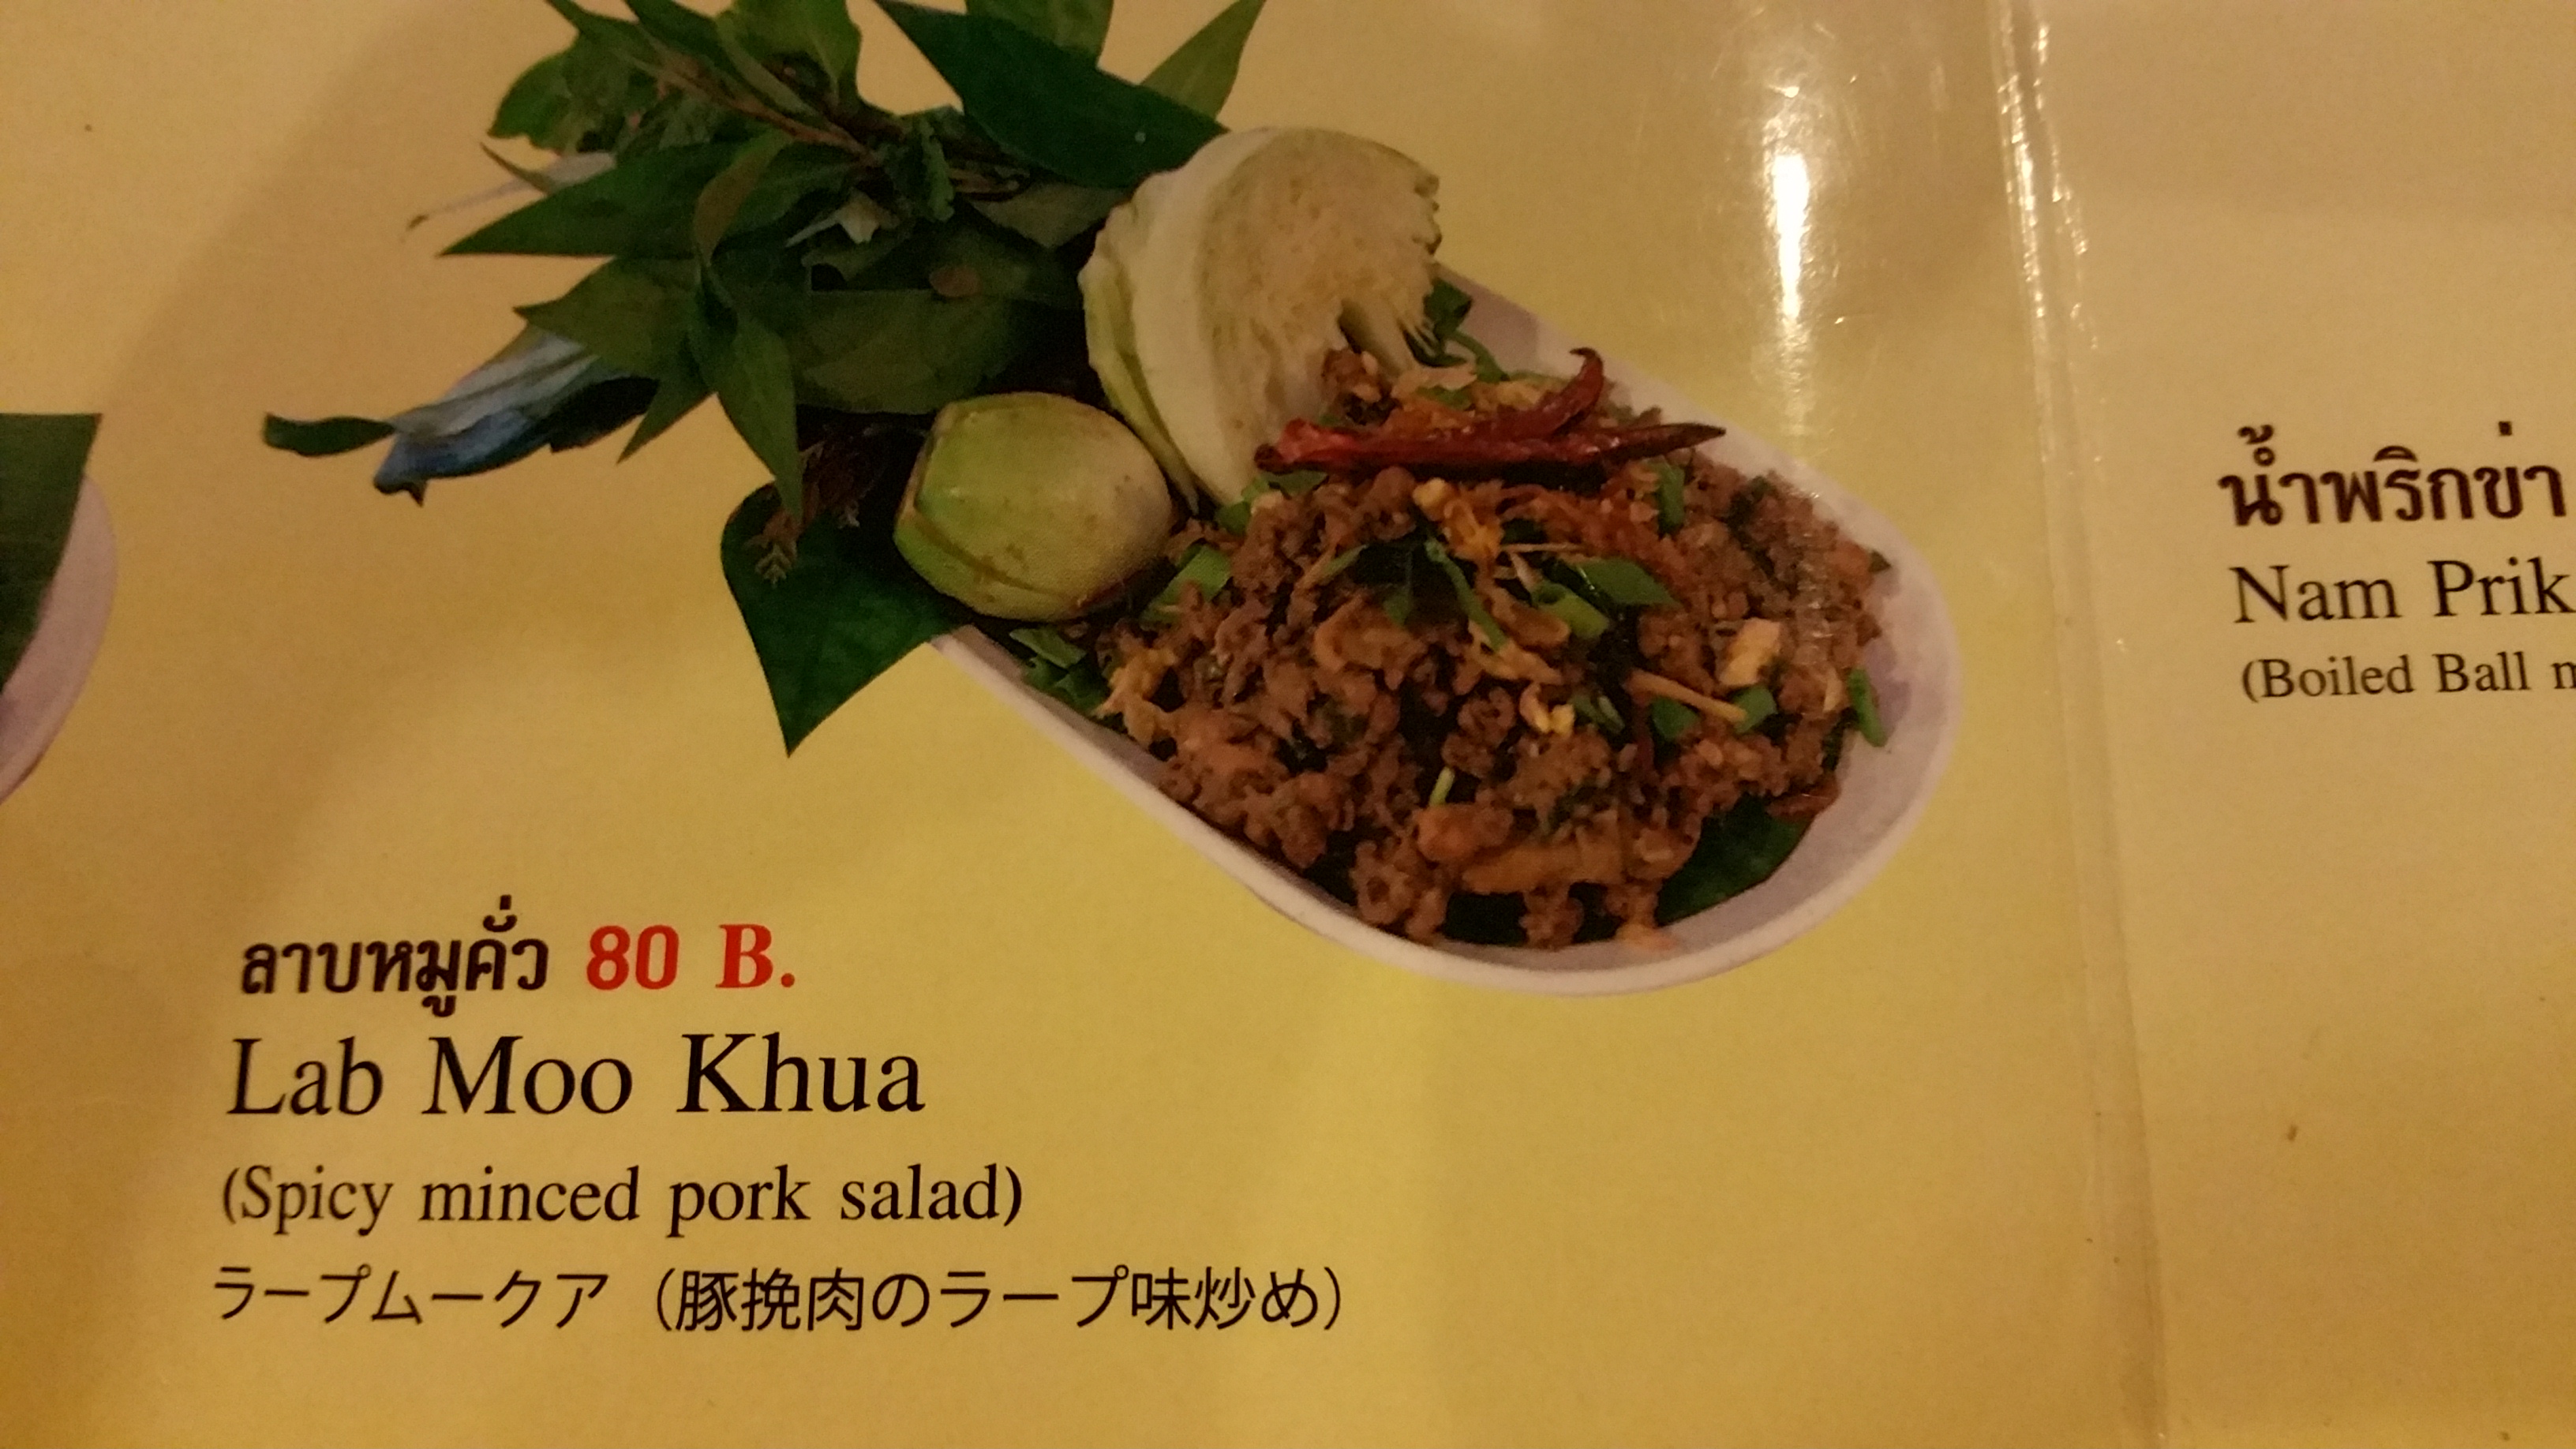 ลาบหมูคั่ว 80 B.
Lab Moo Khua
(Spicy minced pork salad)
ラープムークア（豚挽肉のラープ味炒め）
น้ำพริกข่า
Nam Prik
(Boiled Ball